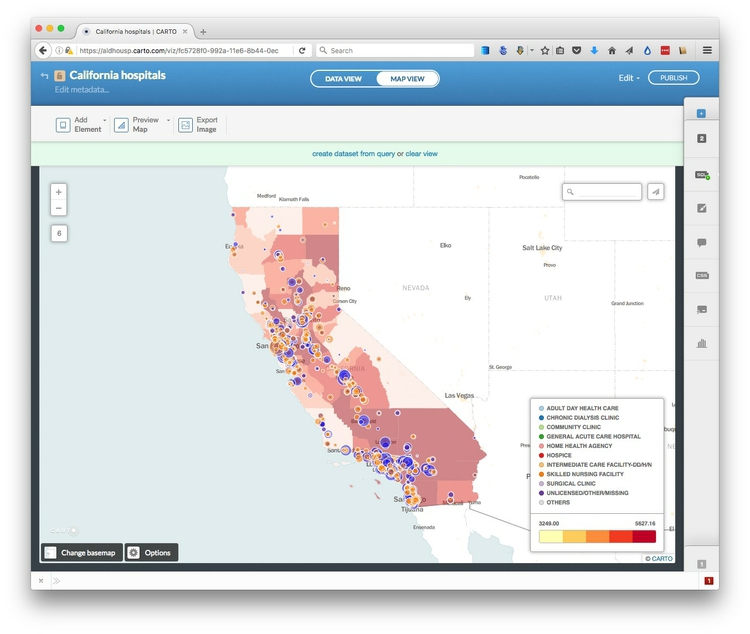 California hospitals | CARTO
https://aldhousp.carto.com/viz/fc5728f0-992a-11e6-8b44-0ec
Search
California hospitals
Edit metadata...
DATA VIEW
MAP VIEW
Edit
PUBLISH
Add
Element
Preview
Map
Export
Image
2
create dataset from query or clear view
SQL
+
−
6
Pocatello
Medford
Klamath Falls
Elko
Salt Lake City
Provo
CSS
Reno
Carson City
NEVADA
Ely
UTAH
Grand Junction
St. George
Las Vegas
ADULT DAY HEALTH CARE
CHRONIC DIALYSIS CLINIC
COMMUNITY CLINIC
GENERAL ACUTE CARE HOSPITAL
HOME HEALTH AGENCY
HOSPICE
INTERMEDIATE CARE FACILITY-DD/H/N
SKILLED NURSING FACILITY
SURGICAL CLINIC
UNLICENSED/OTHER/MISSING
OTHERS
Tijuana
Yuma
3249.00
5627.16
Ensenada
Change basemap
Options
© CARTO
1
1